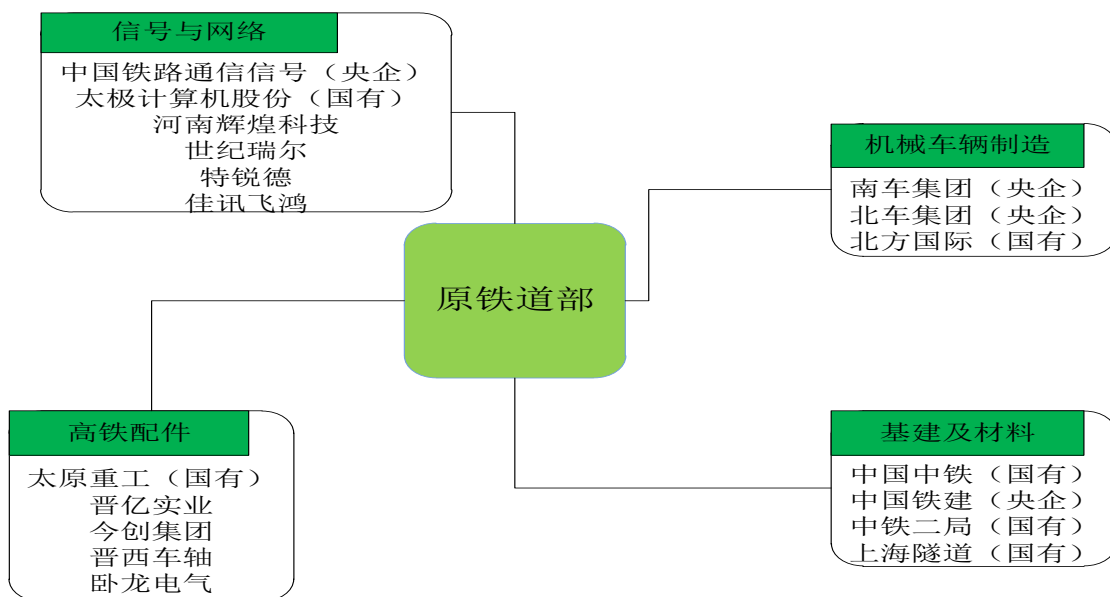 信号与网络
中国铁路通信信号（央企）
太极计算机股份（国有）
河南辉煌科技
世纪瑞尔
特锐德
佳讯飞鸿
机械车辆制造
南车集团（央企）
北车集团（央企）
北方国际（国有）
原铁道部
高铁配件
太原重工（国有）
晋亿实业
今创集团
晋西车轴
卧龙电气
基建及材料
中国中铁（国有）
中国铁建（央企）
中铁二局（国有）
上海隧道（国有）